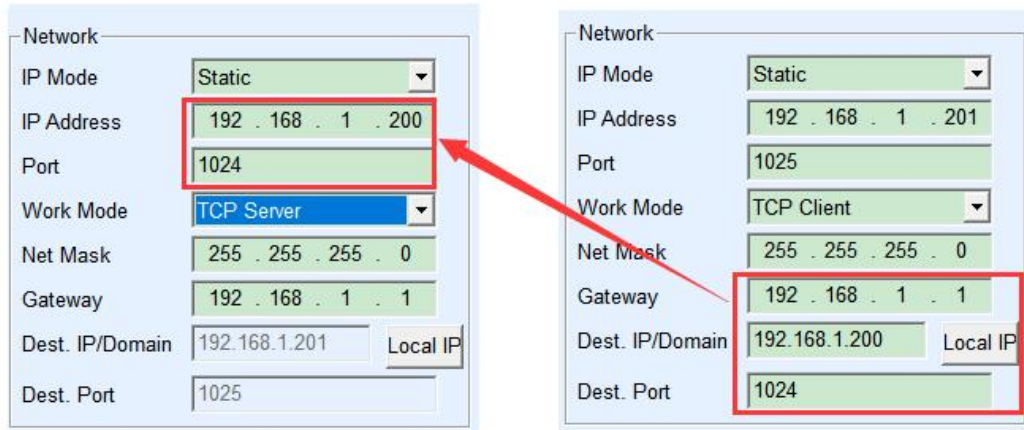 Network
IP Mode Static
IP Address 192 . 168 . 1 . 200
Port 1024
Work Mode TCP Server
Net Mask 255 . 255 . 255 . 0
Gateway 192 . 168 . 1 . 1
Dest. IP/Domain 192.168.1.201 Local IP
Dest. Port 1025
Network
IP Mode Static
IP Address 192 . 168 . 1 . 201
Port 1025
Work Mode TCP Client
Net Mask 255 . 255 . 255 . 0
Gateway 192 . 168 . 1 . 1
Dest. IP/Domain 192.168.1.200 Local IP
Dest. Port 1024